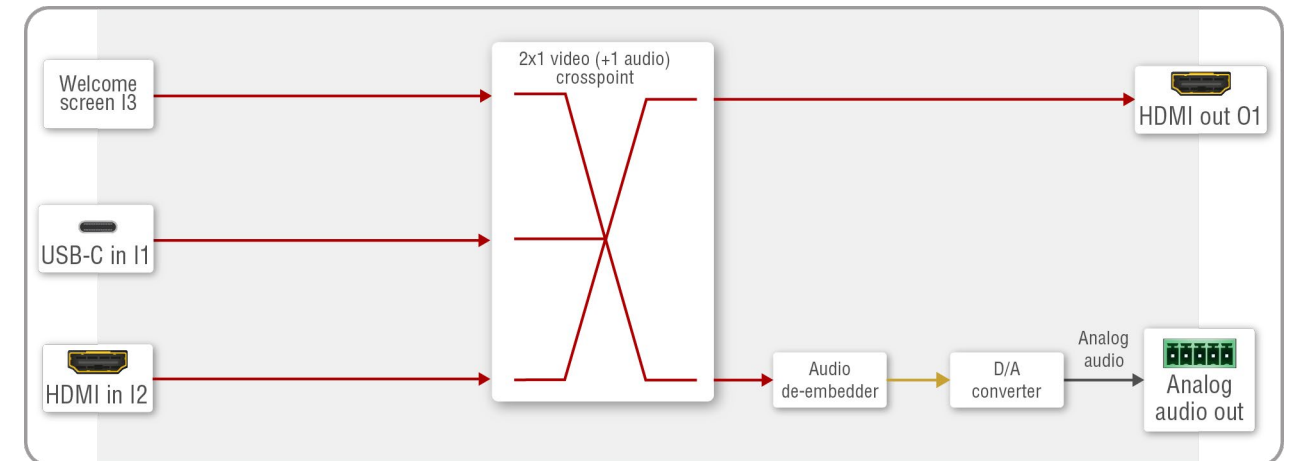 2x1 video (+1 audio)
crosspoint
Welcome
screen I3
HDMI out O1
USB-C in I1
HDMI in I2
Audio
de-embedder
D/A
converter
Analog
audio
Analog
audio out